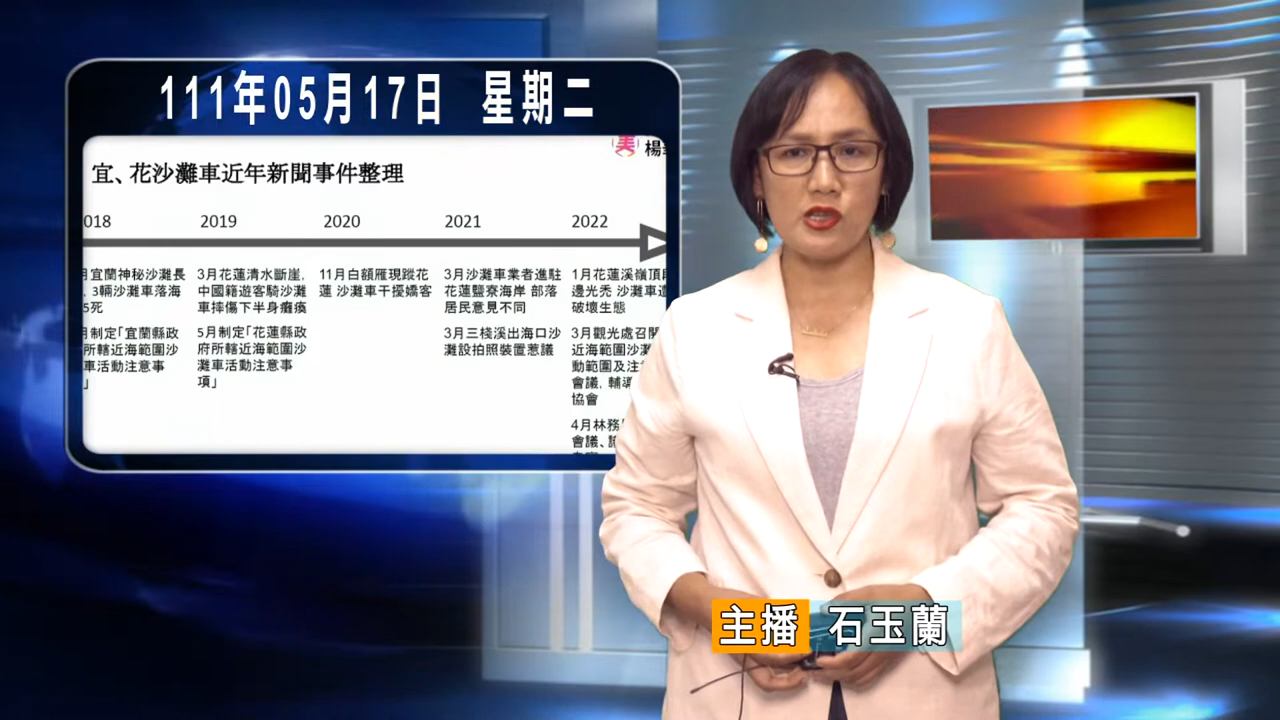 111年05月17日 星期二
美 楊
宜、花沙灘車近年新聞事件整理
018 2019 2020 2021 2022
月宜蘭神秘沙灘長
3輛沙灘車落海
5死
月制定「宜蘭縣政
所轄近海範圍沙
車活動注意事
」
3月花蓮清水斷崖,
中國籍遊客騎沙灘
車摔傷下半身癱瘓
5月制定「花蓮縣政
府所轄近海範圍沙
灘車活動注意事
項」
11月白額雁現蹤花
蓮 沙灘車干擾嬌客
3月沙灘車業者進駐
花蓮鹽寮海岸 部落
居民意見不同
3月三棧溪出海口沙
灘設拍照裝置惹議
1月花蓮溪嶺頂
邊光禿 沙灘車
破壞生態
3月觀光處召開
近海範圍沙
動範圍及注
會議, 輔導
協會
4月林務
會議、
主播 石玉蘭